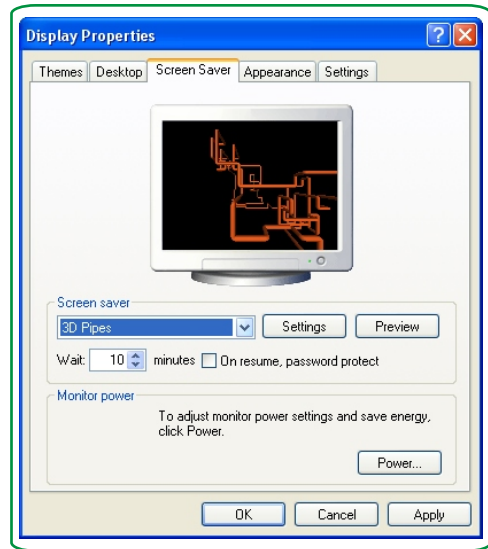 Display Properties
Themes Desktop Screen Saver Appearance Settings
Screen saver
3D Pipes Settings Preview
Wait: 10 minutes On resume, password protect
Monitor power
To adjust monitor power settings and save energy,
click Power.
Power...
OK Cancel Apply